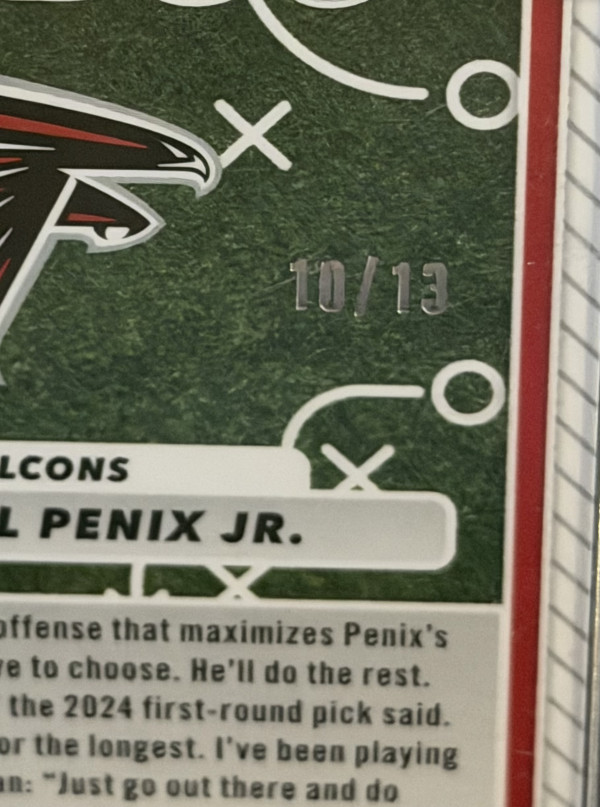 10/13
LCONS
L PENIX JR.
offense that maximizes Penix's
ve to choose. He'll do the rest.
the 2024 first-round pick said.
or the longest. I've been playing
an: "Just go out there and do